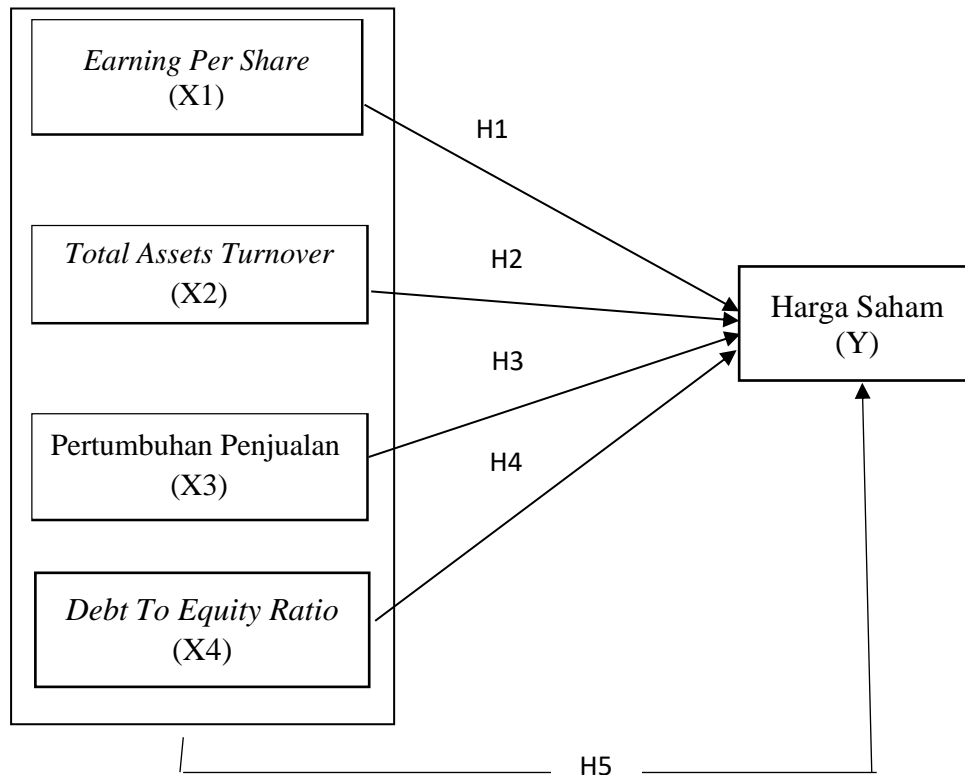 Earning Per Share
(X1)
H1
Total Assets Turnover
(X2)
H2
Harga Saham
(Y)
H3
Pertumbuhan Penjualan
(X3)
H4
Debt To Equity Ratio
(X4)
H5